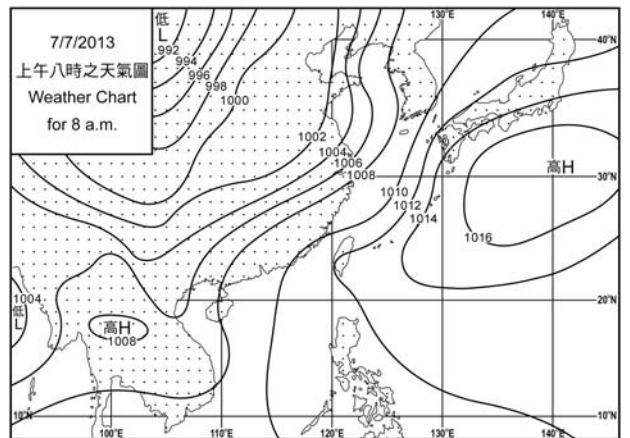 7/7/2013
上午八時之天氣圖
Weather Chart
for 8 a.m.
低
L
992
994
996
998
1000
1002
1004
1006
1008
1010
1012
1014
1016
高H
1004
低
L
高H
1008
130°E
140°E
40°N
30°N
20°N
10°N
10°N
100°E
110°E
120°E
130°E
140°E